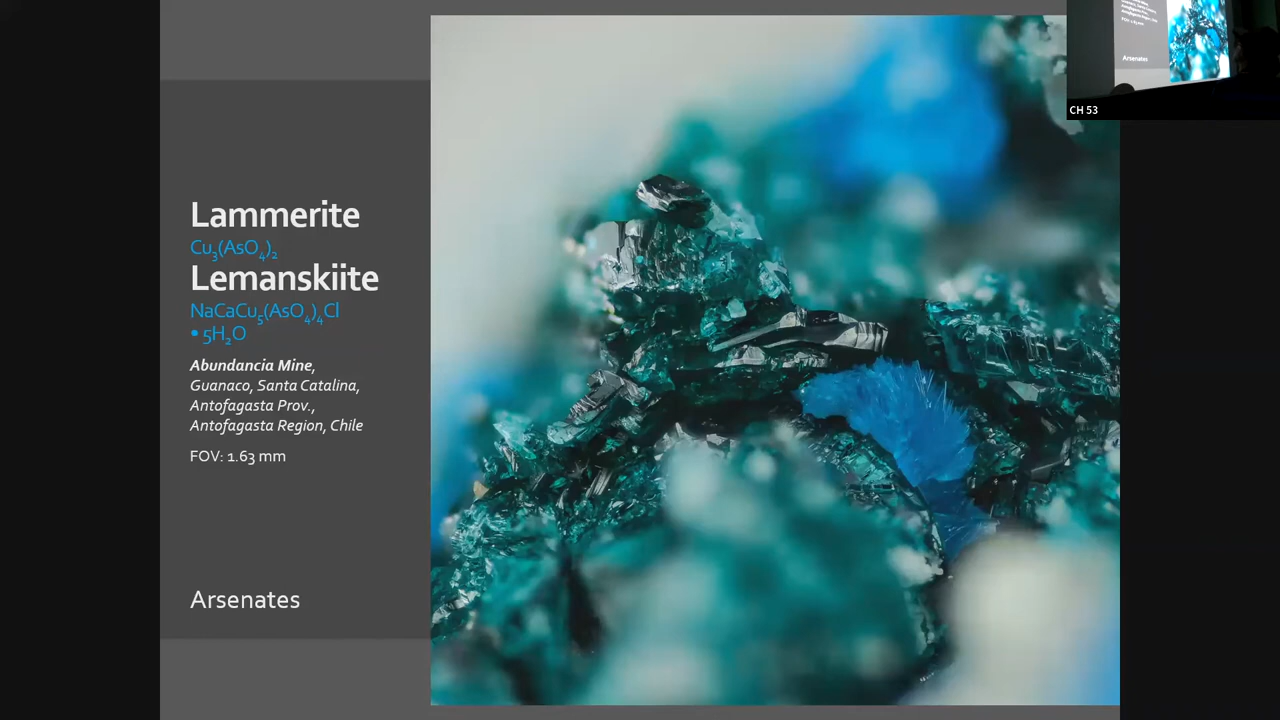 Lammerite
Cu₃(AsO₄)₂
Lemanskiite
NaCaCu₅(AsO₄)₄Cl
• 5H₂O
Abundancia Mine,
Guanaco, Santa Catalina,
Antofagasta Prov.,
Antofagasta Region, Chile
FOV: 1.63 mm
Arsenates
Arsenates
CH 53